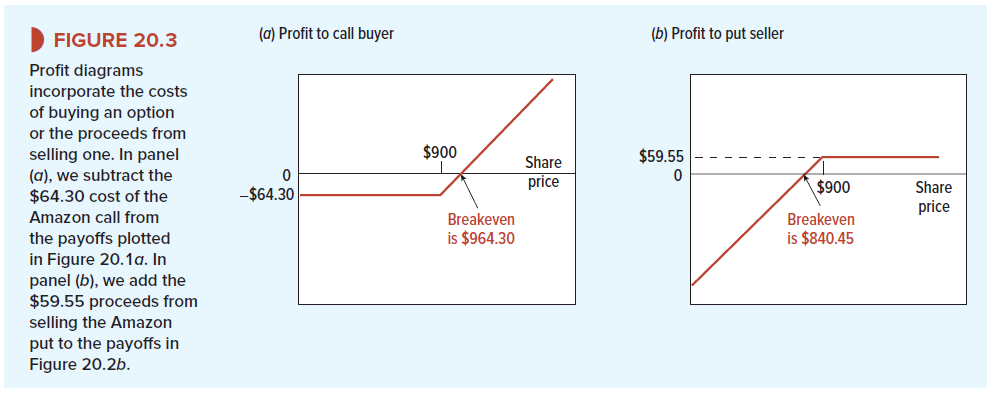 FIGURE 20.3
Profit diagrams
incorporate the costs
of buying an option
or the proceeds from
selling one. In panel
(a), we subtract the
$64.30 cost of the
Amazon call from
the payoffs plotted
in Figure 20.1a. In
panel (b), we add the
$59.55 proceeds from
selling the Amazon
put to the payoffs in
Figure 20.2b.
(a) Profit to call buyer
$900
Share
price
0
–$64.30
Breakeven
is $964.30
(b) Profit to put seller
$59.55
0
$900
Share
price
Breakeven
is $840.45